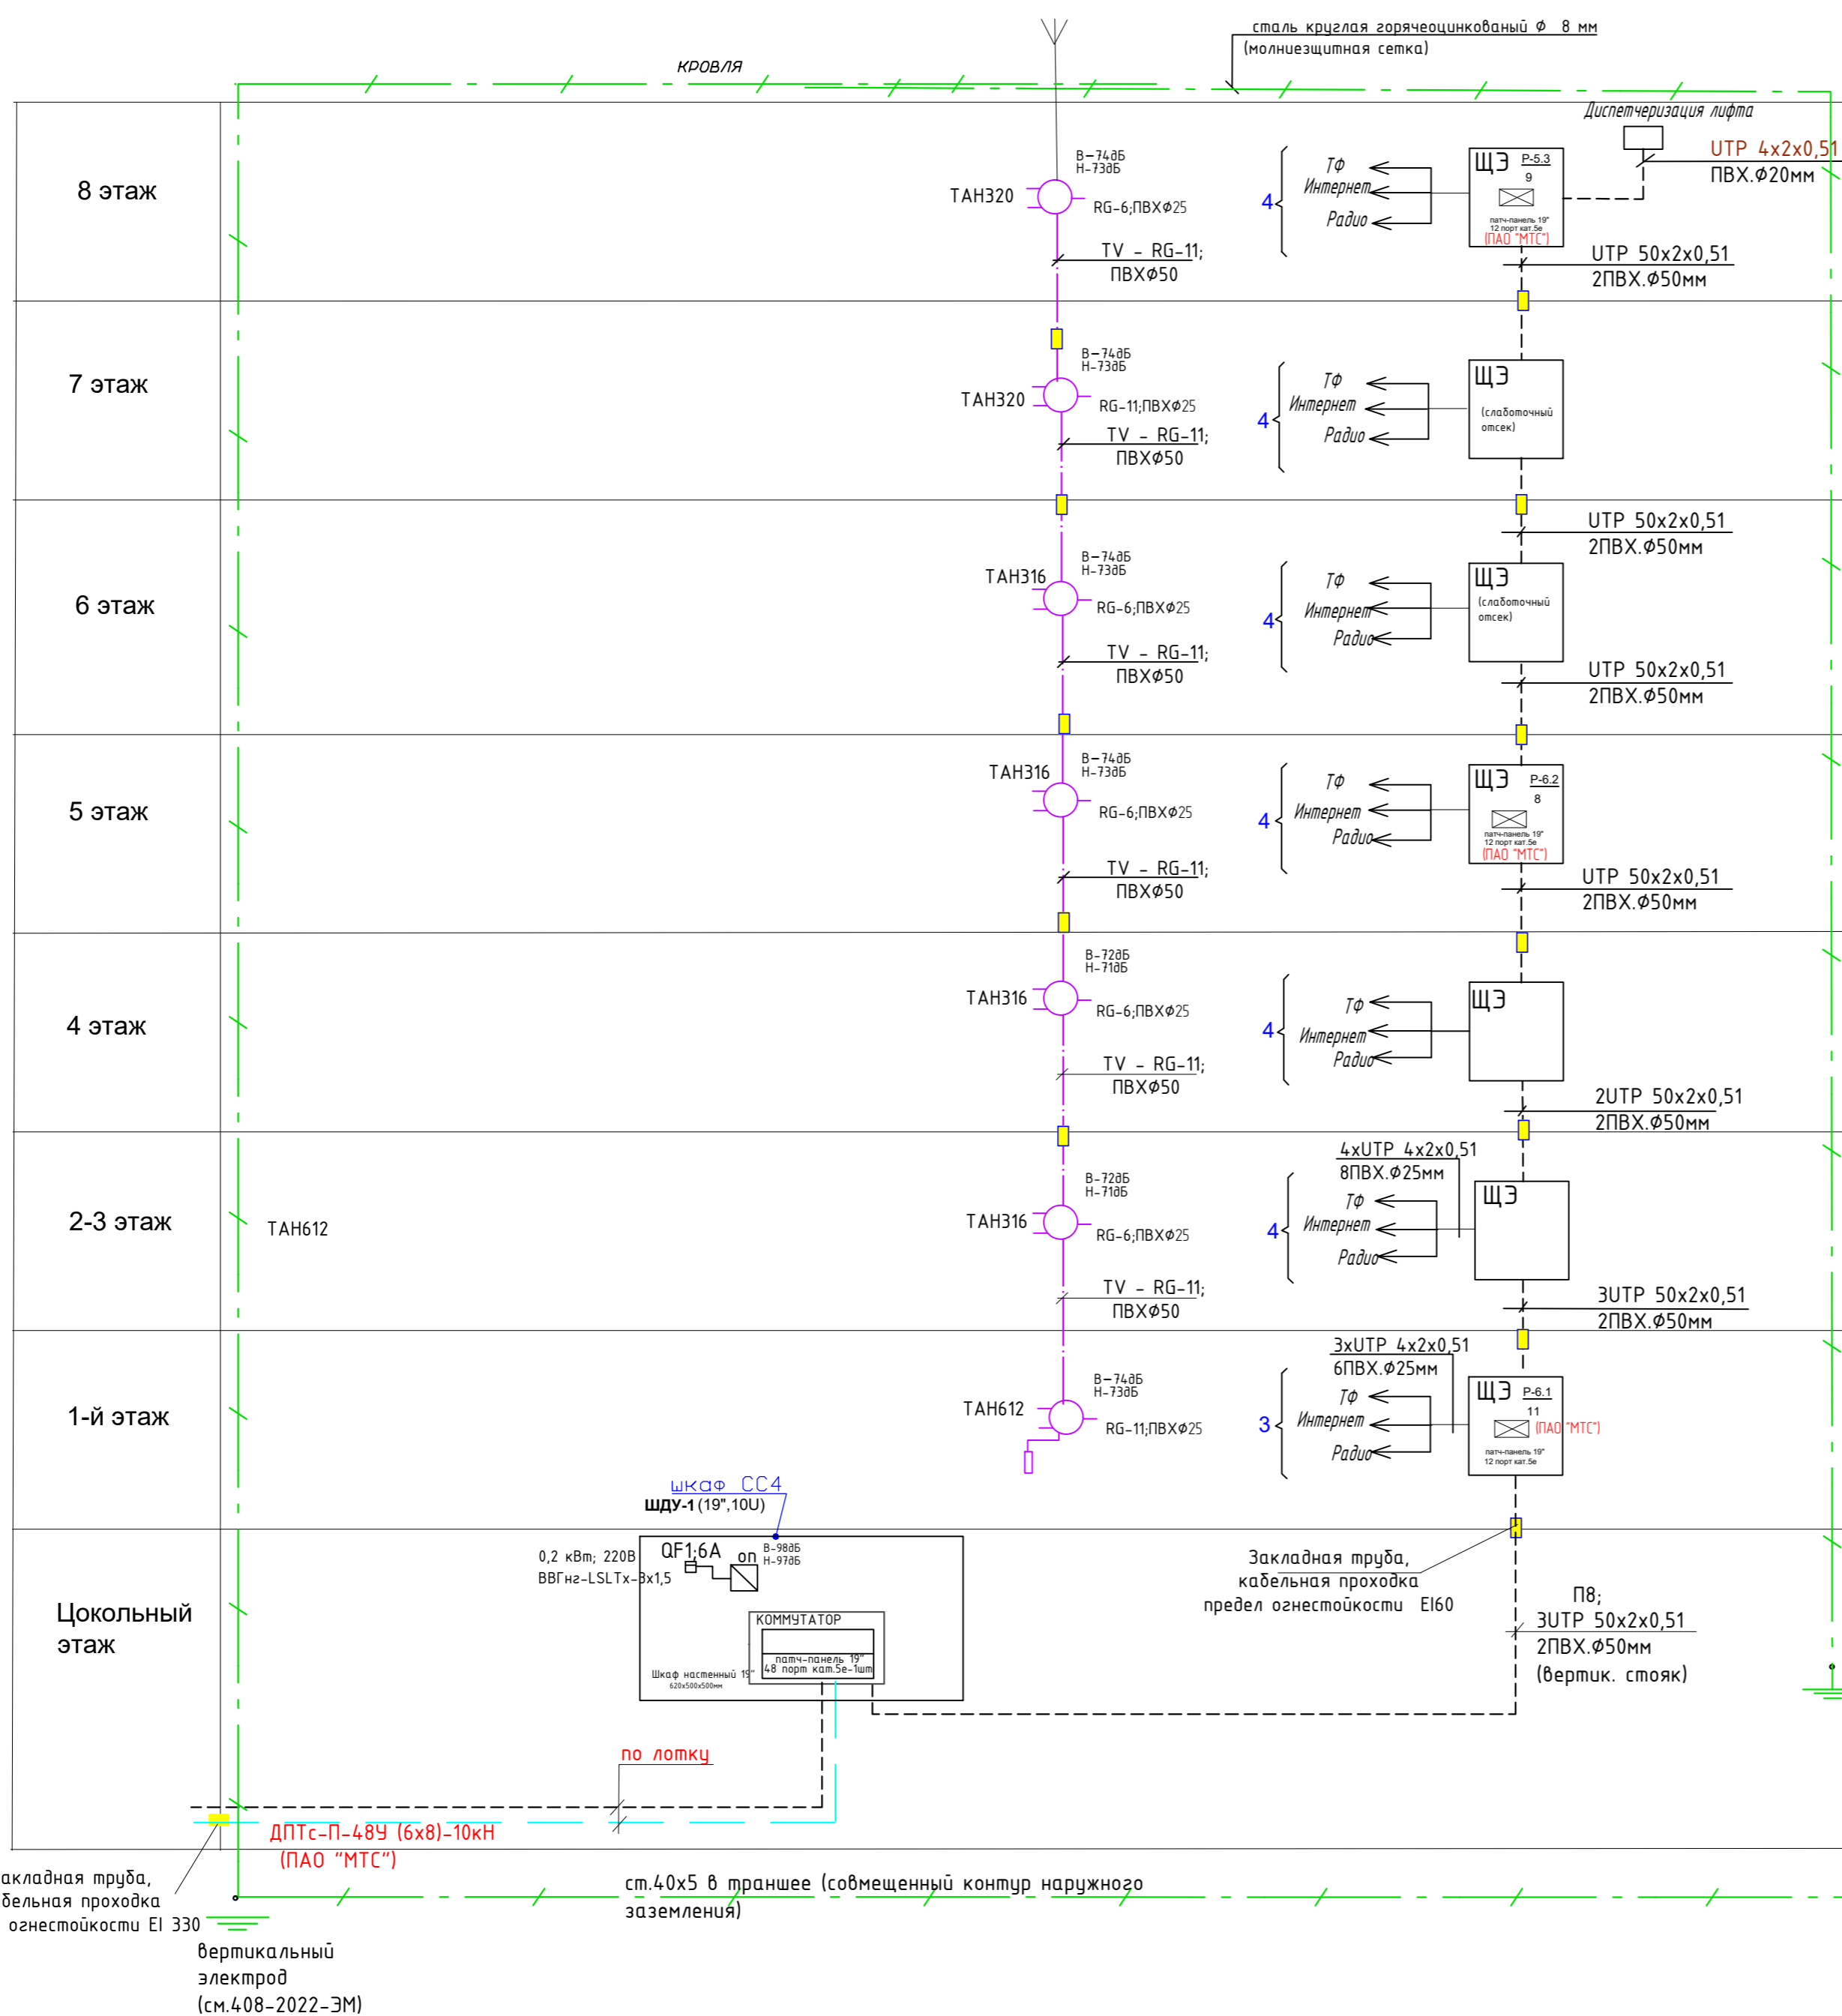 сталь круглая горячеоцинкованый Ф 8 мм
(молниезщитная сетка)
КРОВЛЯ
Диспетчеризация лифта
UTP 4х2х0,51
ПВХ.Ф20мм
8 этаж
В-74дБ
Н-73дБ
ТАН320
RG-6;ПВХФ25
TV - RG-11;
ПВХФ50
4
ТФ
Интернет
Радио
ЩЭ
Р-5.3
9
патч-панель 19"
12 порт кат.5е
(ПАО "МТС")
UTP 50х2х0,51
2ПВХ.Ф50мм
7 этаж
В-74дБ
Н-73дБ
ТАН320
RG-11;ПВХФ25
TV - RG-11;
ПВХФ50
4
ТФ
Интернет
Радио
ЩЭ
(слаботочный
отсек)
UTP 50х2х0,51
2ПВХ.Ф50мм
6 этаж
В-74дБ
Н-73дБ
ТАН316
RG-6;ПВХФ25
TV - RG-11;
ПВХФ50
4
ТФ
Интернет
Радио
ЩЭ
(слаботочный
отсек)
UTP 50х2х0,51
2ПВХ.Ф50мм
5 этаж
В-74дБ
Н-73дБ
ТАН316
RG-6;ПВХФ25
TV - RG-11;
ПВХФ50
4
ТФ
Интернет
Радио
ЩЭ
Р-6.2
8
патч-панель 19"
12 порт кат.5е
(ПАО "МТС")
UTP 50х2х0,51
2ПВХ.Ф50мм
4 этаж
В-72дБ
Н-71дБ
ТАН316
RG-6;ПВХФ25
TV - RG-11;
ПВХФ50
4
ТФ
Интернет
Радио
ЩЭ
2UTP 50х2х0,51
2ПВХ.Ф50мм
2-3 этаж
ТАН612
В-72дБ
Н-71дБ
ТАН316
RG-6;ПВХФ25
TV - RG-11;
ПВХФ50
4xUTP 4х2х0,51
8ПВХ.Ф25мм
4
ТФ
Интернет
Радио
ЩЭ
3UTP 50х2х0,51
2ПВХ.Ф50мм
1-й этаж
В-74дБ
Н-73дБ
ТАН612
RG-11;ПВХФ25
3xUTP 4х2х0,51
6ПВХ.Ф25мм
3
ТФ
Интернет
Радио
ЩЭ
Р-6.1
11
(ПАО "МТС")
патч-панель 19"
12 порт кат.5е
шкаф СС4
ШДУ-1 (19",10U)
Цокольный
этаж
0,2 кВт; 220В
ВВГнг-LSLTx-3х1,5
QF1;6А
оп
В-98дБ
Н-97дБ
КОММУТАТОР
патч-панель 19"
48 порт кат.5е-1шт
Шкаф настенный 19"
620х500х500мм
Закладная труба,
кабельная проходка
предел огнестойкости EI60
П8;
3UTP 50х2х0,51
2ПВХ.Ф50мм
(вертик. стояк)
по лотку
ДПТс-П-48У (6х8)-10кН
(ПАО "МТС")
акладная труба,
бельная проходка
огнестойкости EI 330
ст.40х5 в траншее (совмещенный контур наружного
заземления)
вертикальный
электрод
(см.408-2022-ЭМ)